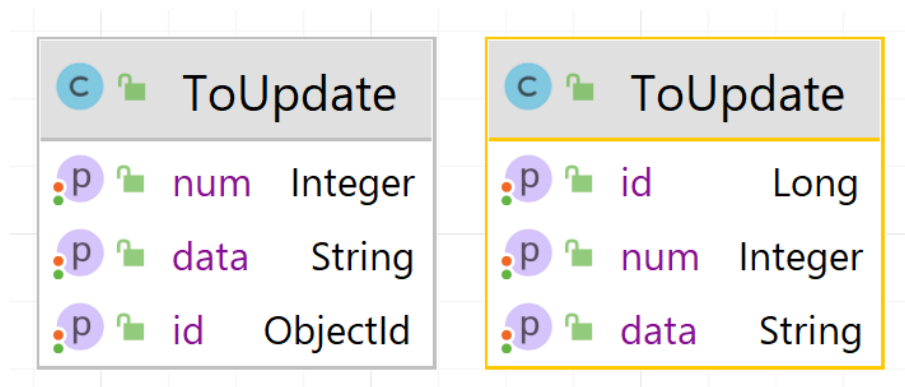 C ToUpdate
p num Integer
p data String
p id ObjectId
C ToUpdate
p id Long
p num Integer
p data String